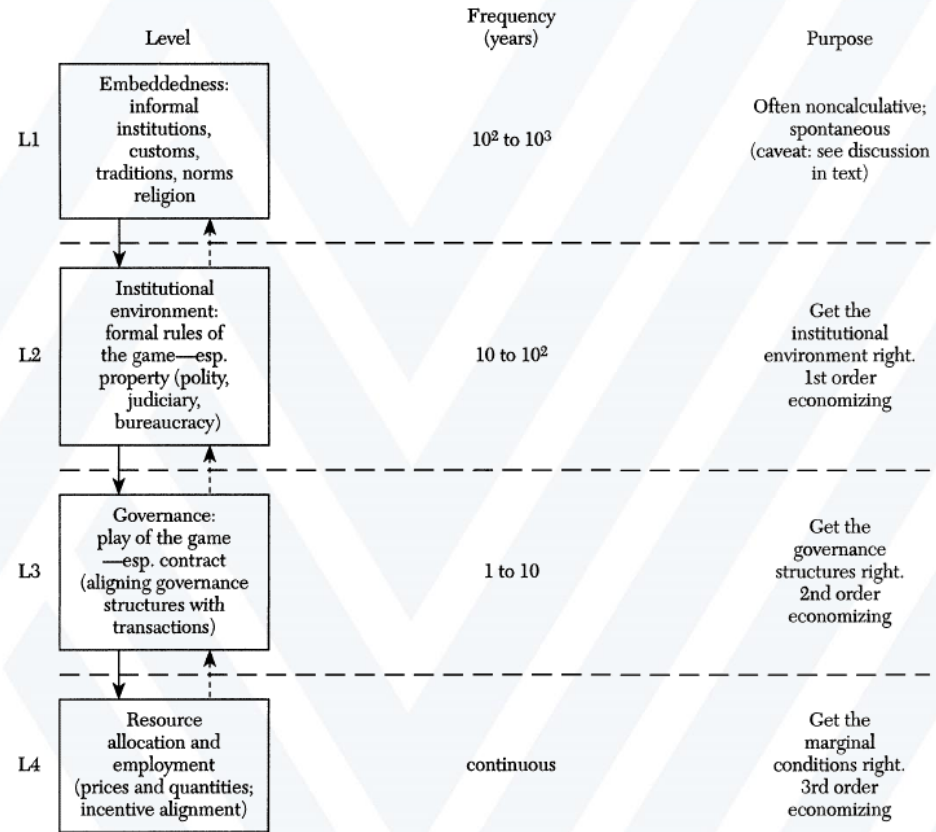 Level
Frequency
(years)
Purpose
L1
Embeddedness:
informal
institutions,
customs,
traditions, norms
religion
10² to 10³
Often noncalculative;
spontaneous
(caveat: see discussion
in text)
L2
Institutional
environment:
formal rules of
the game—esp.
property (polity,
judiciary,
bureaucracy)
10 to 10²
Get the
institutional
environment right.
1st order
economizing
L3
Governance:
play of the game
—esp. contract
(aligning governance
structures with
transactions)
1 to 10
Get the
governance
structures right.
2nd order
economizing
L4
Resource
allocation and
employment
(prices and quantities;
incentive alignment)
continuous
Get the
marginal
conditions right.
3rd order
economizing